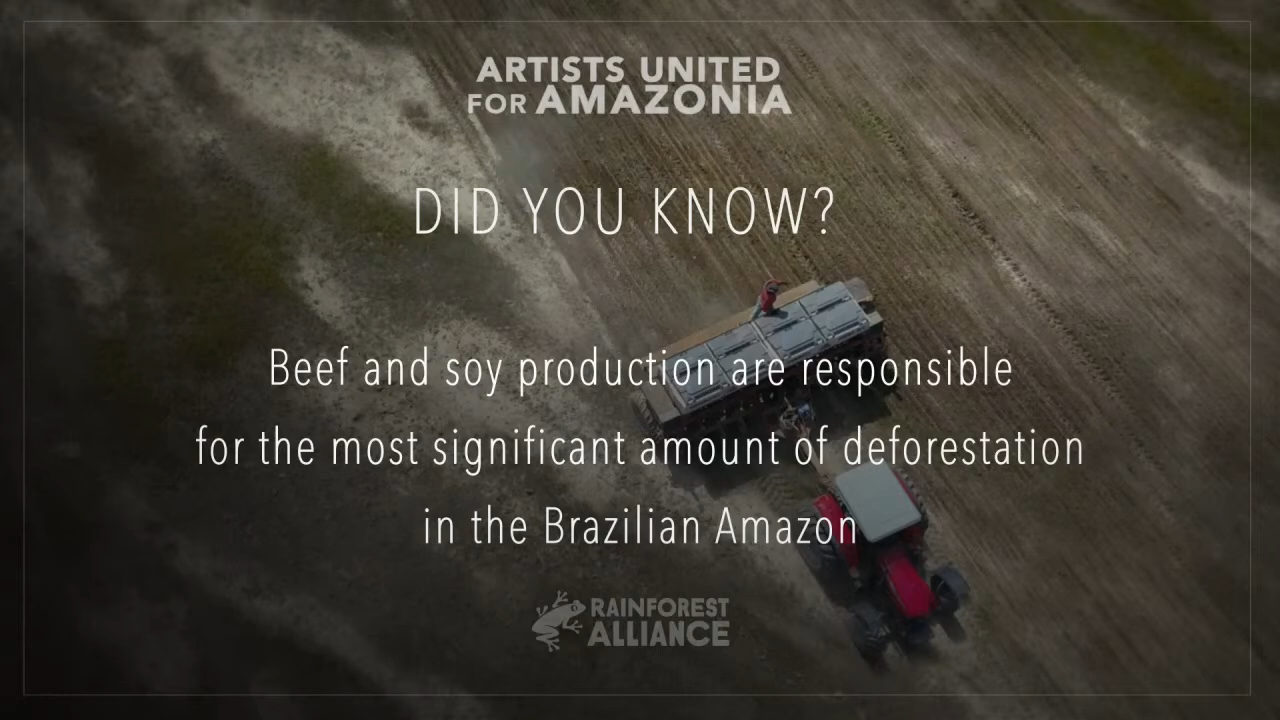 ARTISTS UNITED
FOR AMAZONIA
DID YOU KNOW?
Beef and soy production are responsible
for the most significant amount of deforestation
in the Brazilian Amazon
RAINFOREST
ALLIANCE